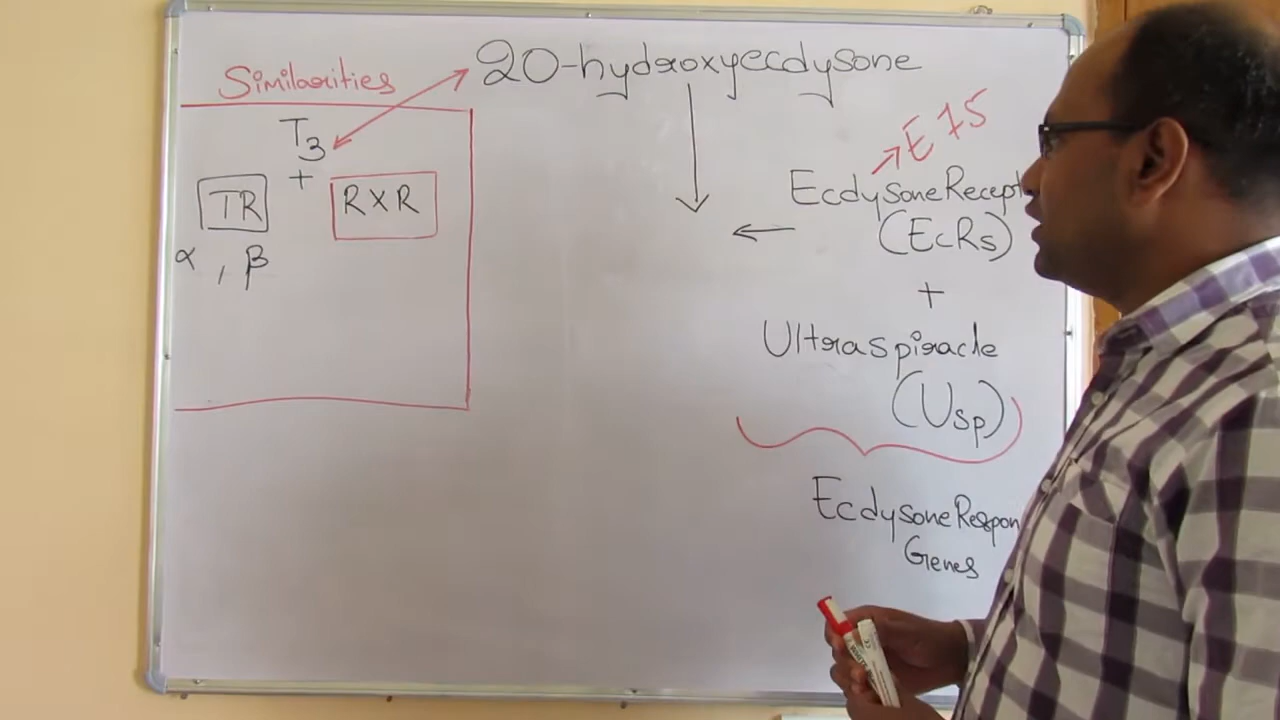 Similarities
T3
+
TR
RXR
α , β
20-hydroxyecdysone
E75
Ecdysone Recept
(EcRs)
+
Ultraspiracle
(Usp)
Ecdysone Respon
Genes